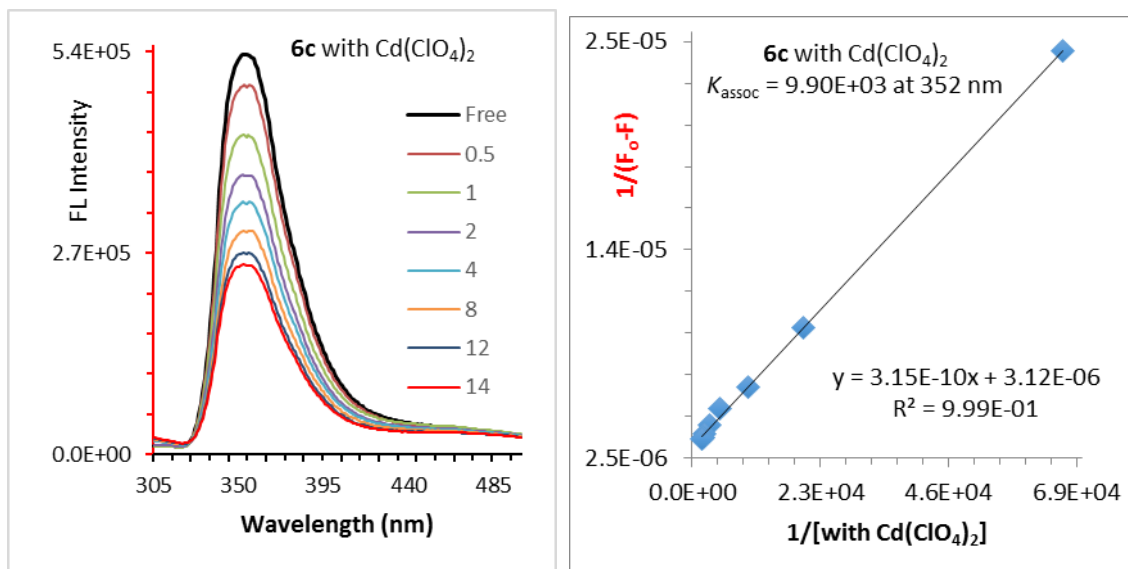 6c with Cd(ClO₄)₂
5.4E+05
2.7E+05
0.0E+00
FL Intensity
Free
0.5
1
2
4
8
12
14
305
350
395
440
485
Wavelength (nm)
6c with Cd(ClO₄)₂
Kassoc = 9.90E+03 at 352 nm
2.5E-05
1.4E-05
2.5E-06
1/(Fₒ-F)
y = 3.15E-10x + 3.12E-06
R² = 9.99E-01
0.0E+00
2.3E+04
4.6E+04
6.9E+04
1/[with Cd(ClO₄)₂]